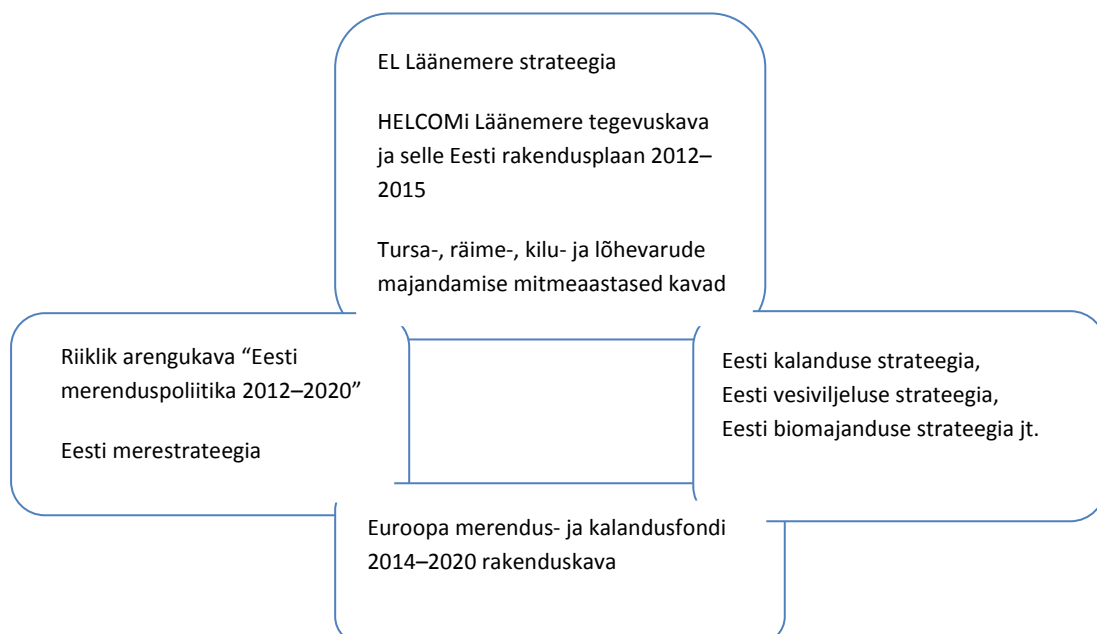 EL Läänemere strateegia
HELCOMi Läänemere tegevuskava
ja selle Eesti rakendusplaan 2012–
2015
Tursa-, räime-, kilu- ja lõhevarude
majandamise mitmeaastased kavad
Riiklik arengukava “Eesti
merenduspoliitika 2012–2020”
Eesti merestrateegia
Eesti kalanduse strateegia,
Eesti vesiviljeluse strateegia,
Eesti biomajanduse strateegia jt.
Euroopa merendus- ja kalandusfondi
2014–2020 rakenduskava